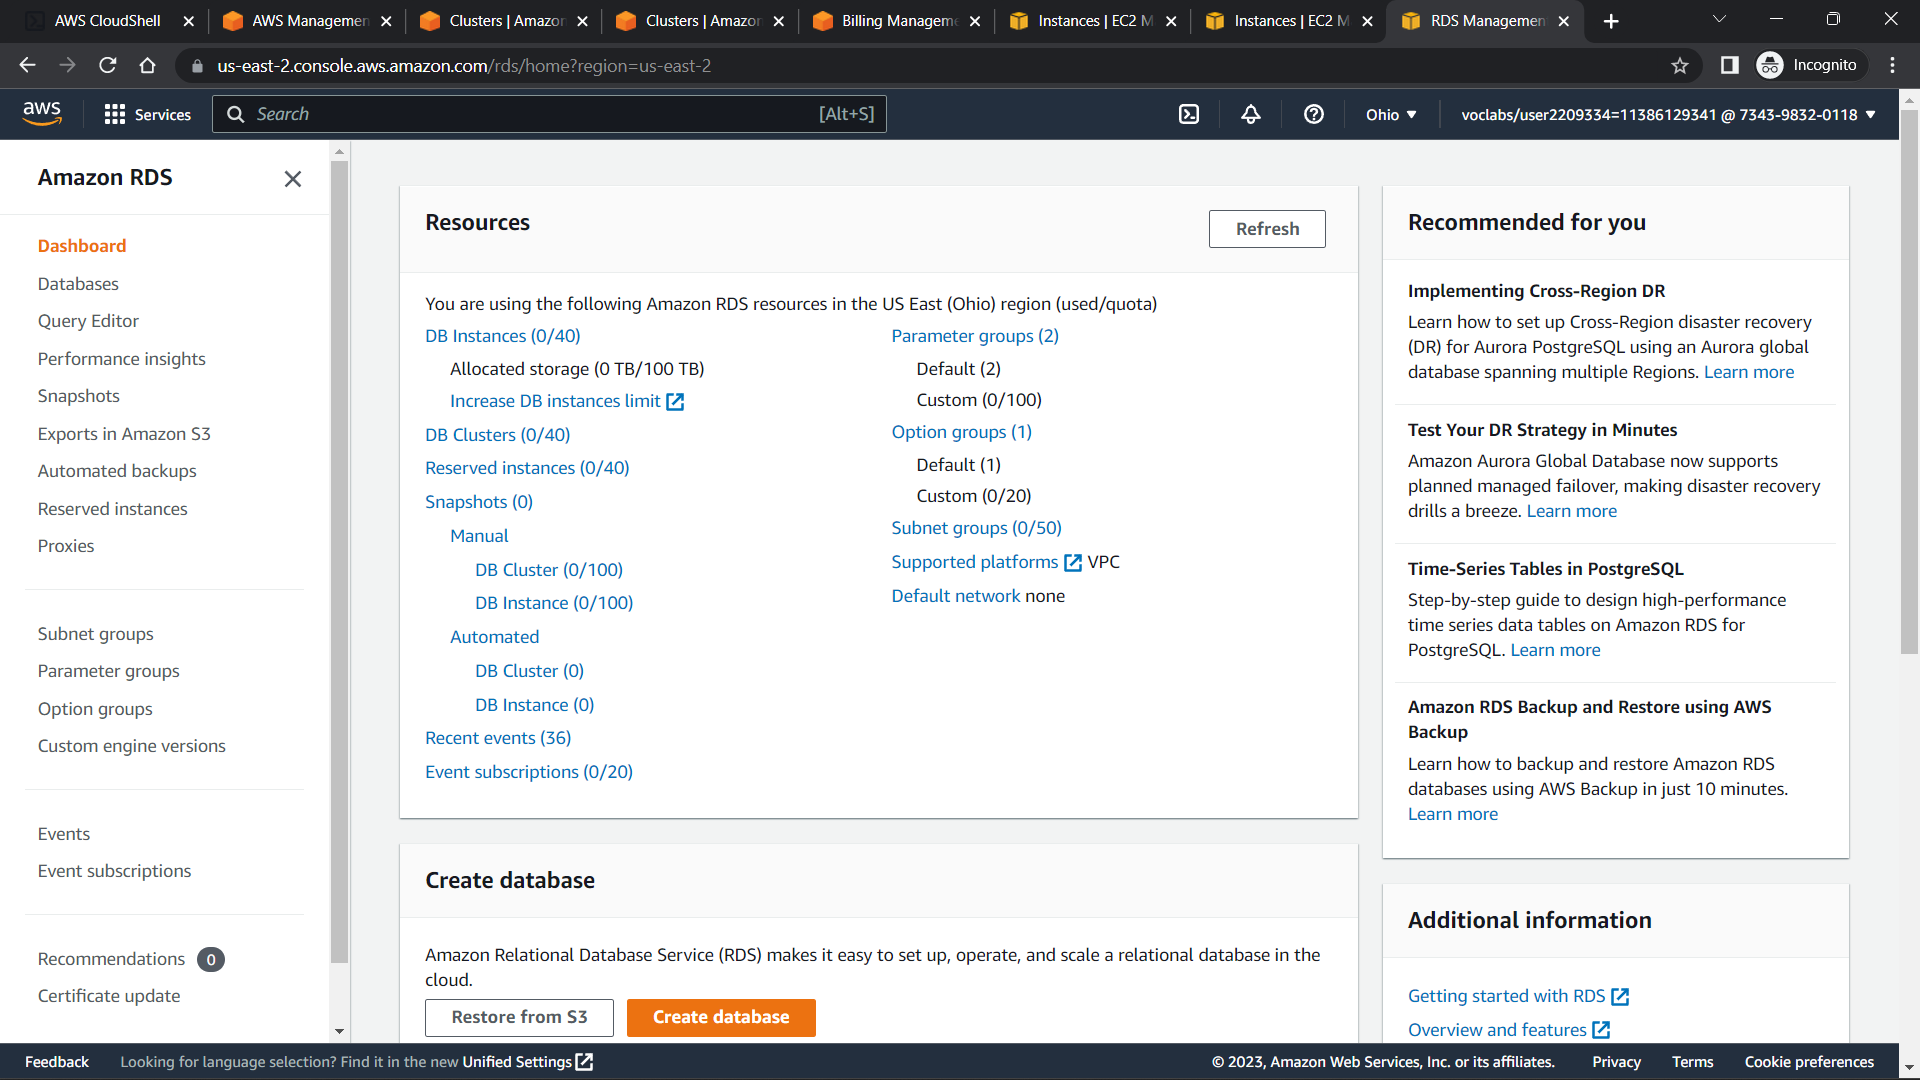 AWS CloudShell
AWS Managemen
Clusters | Amazon
Clusters | Amazon
Billing Manageme
Instances | EC2 M
Instances | EC2 M
RDS Management
us-east-2.console.aws.amazon.com/rds/home?region=us-east-2
Incognito
aws
Services
Search
[Alt+S]
Ohio
voclabs/user2209334=11386129341 @ 7343-9832-0118
Amazon RDS
Dashboard
Databases
Query Editor
Performance insights
Snapshots
Exports in Amazon S3
Automated backups
Reserved instances
Proxies
Subnet groups
Parameter groups
Option groups
Custom engine versions
Events
Event subscriptions
Recommendations 0
Certificate update
Resources
Refresh
You are using the following Amazon RDS resources in the US East (Ohio) region (used/quota)
DB Instances (0/40)
Allocated storage (0 TB/100 TB)
Increase DB instances limit
DB Clusters (0/40)
Reserved instances (0/40)
Snapshots (0)
Manual
DB Cluster (0/100)
DB Instance (0/100)
Automated
DB Cluster (0)
DB Instance (0)
Recent events (36)
Event subscriptions (0/20)
Parameter groups (2)
Default (2)
Custom (0/100)
Option groups (1)
Default (1)
Custom (0/20)
Subnet groups (0/50)
Supported platforms VPC
Default network none
Create database
Amazon Relational Database Service (RDS) makes it easy to set up, operate, and scale a relational database in the
cloud.
Restore from S3
Create database
Recommended for you
Implementing Cross-Region DR
Learn how to set up Cross-Region disaster recovery
(DR) for Aurora PostgreSQL using an Aurora global
database spanning multiple Regions. Learn more
Test Your DR Strategy in Minutes
Amazon Aurora Global Database now supports
planned managed failover, making disaster recovery
drills a breeze. Learn more
Time-Series Tables in PostgreSQL
Step-by-step guide to design high-performance
time series data tables on Amazon RDS for
PostgreSQL. Learn more
Amazon RDS Backup and Restore using AWS
Backup
Learn how to backup and restore Amazon RDS
databases using AWS Backup in just 10 minutes.
Learn more
Additional information
Getting started with RDS
Overview and features
Feedback
Looking for language selection? Find it in the new Unified Settings
© 2023, Amazon Web Services, Inc. or its affiliates.
Privacy
Terms
Cookie preferences